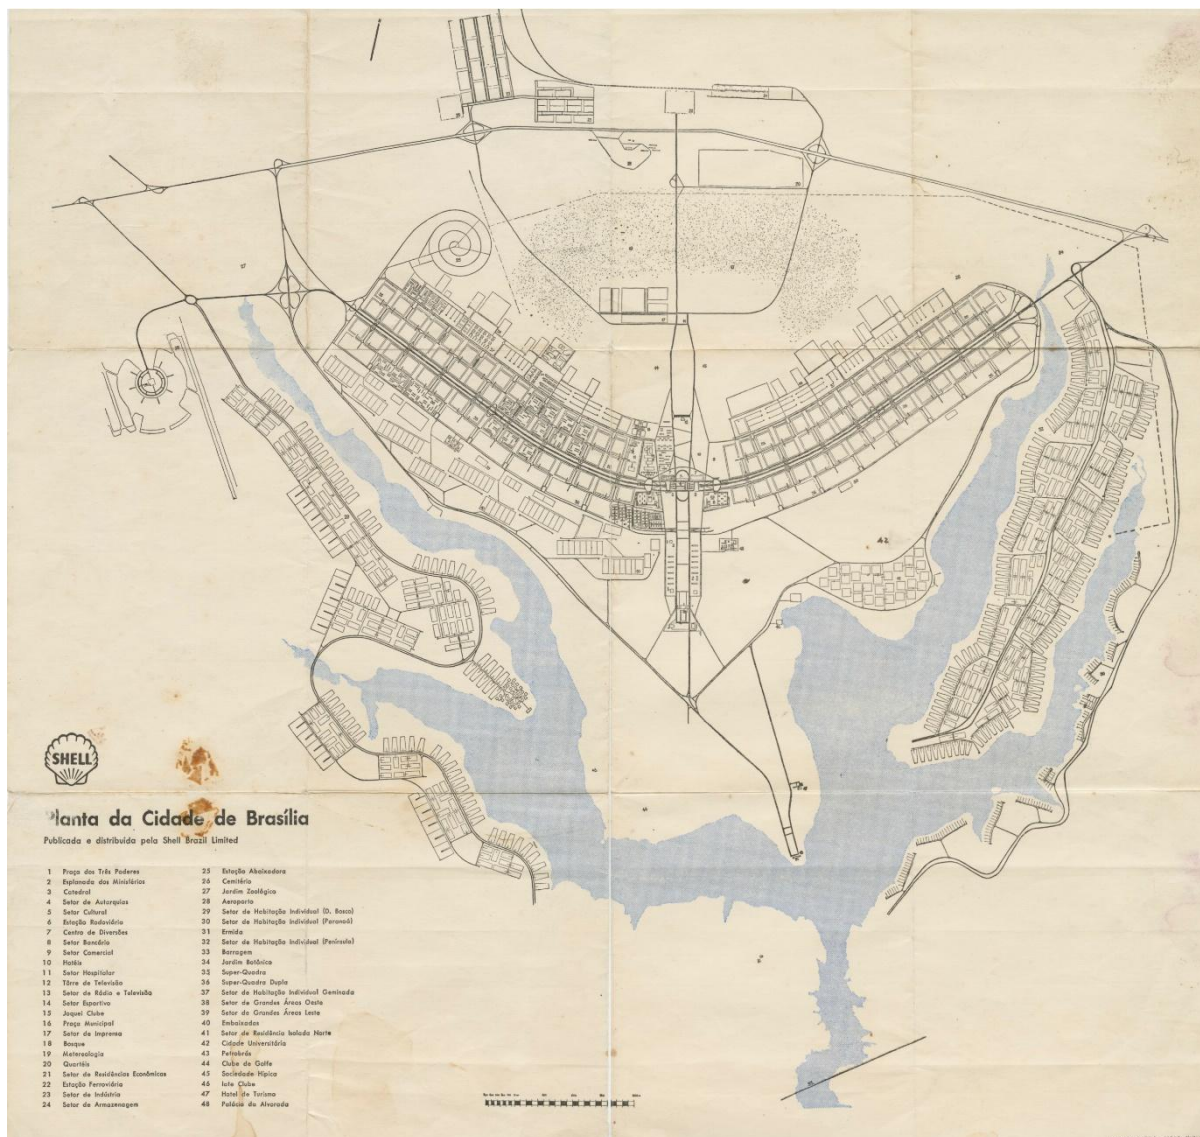 SHELL
Planta da Cidade de Brasília
Publicada e distribuida pela Shell Brazil Limited
1 Praça dos Três Poderes
2 Esplanada dos Ministérios
3 Catedral
4 Setor de Autarquias
5 Setor Cultural
6 Estação Rodoviária
7 Centro de Diversões
8 Setor Bancário
9 Setor Comercial
10 Hotéis
11 Setor Hospitalar
12 Tôrre de Televisão
13 Setor de Rádio e Televisão
14 Setor Esportivo
15 Joquei Clube
16 Praça Municipal
17 Setor de Imprensa
18 Bosque
19 Metereologia
20 Quartéis
21 Setor de Residências Econômicas
22 Estação Ferroviária
23 Setor de Indústria
24 Setor de Armazenagem
25 Estação Abaixadora
26 Cemitério
27 Jardim Zoológico
28 Aeroporto
29 Setor de Habitação Individual (D. Bosco)
30 Setor de Habitação Individual (Paranoá)
31 Ermida
32 Setor de Habitação Individual (Península)
33 Barragem
34 Jardim Botânico
Super-Quadra
36 Super-Quadra Dupla
37 Setor de Habitação Individual Geminada
38 Setor de Grandes Áreas Oeste
39 Setor de Grandes Áreas Leste
40 Embaixadas
41 Setor de Residência Isolada Norte
42 Cidade Universitária
43 Petrobrás
44 Clube de Golfe
45 Sociedade Hípica
46 Iate Clube
47 Hotel de Turismo
48 Palácio da Alvorada
42